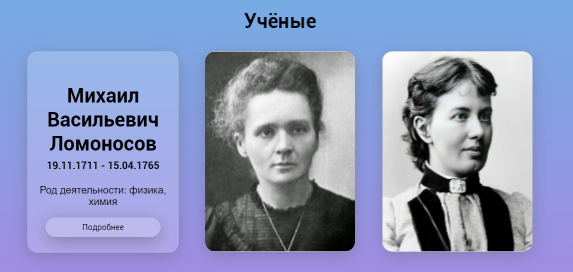 Учёные
Михаил
Васильевич
Ломоносов
19.11.1711 - 15.04.1765
Род деятельности: физика,
химия
Подробнее